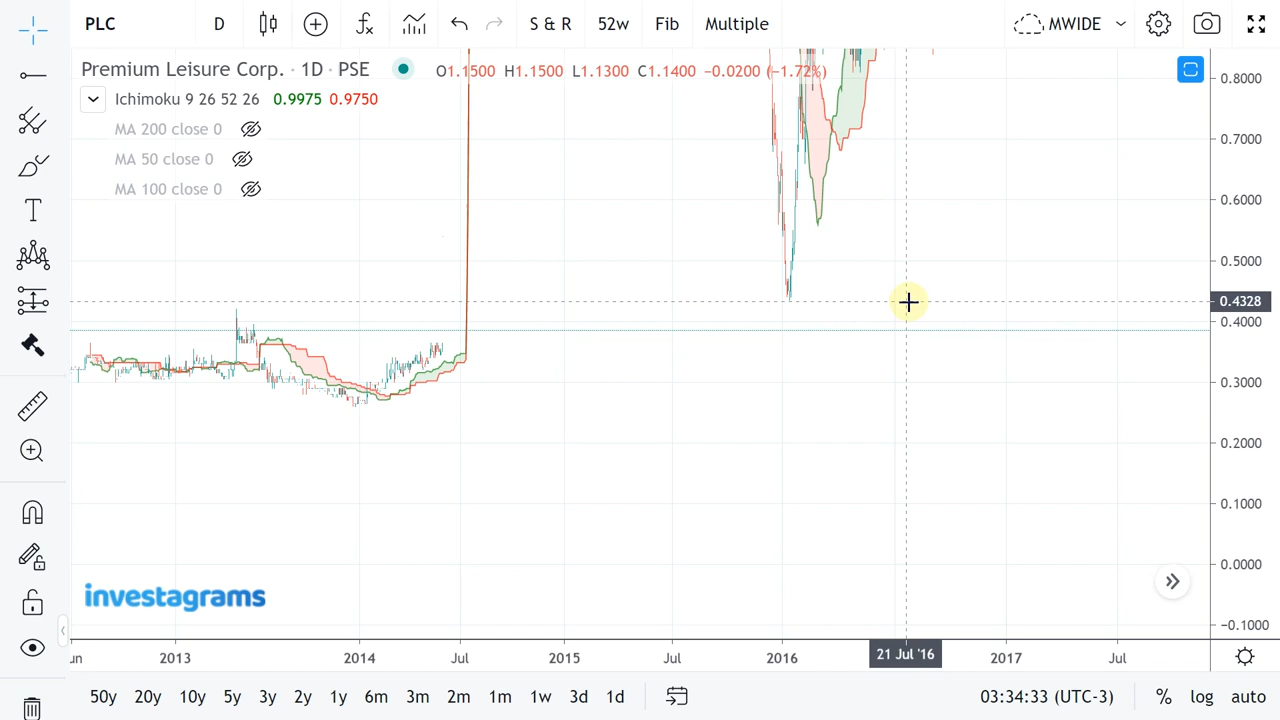 PLC D S & R 52w Fib Multiple MWIDE
Premium Leisure Corp. · 1D · PSE O1.1500 H1.1500 L1.1300 C1.1400 −0.0200 (−1.72%)
Ichimoku 9 26 52 26 0.9975 0.9750
MA 200 close 0
MA 50 close 0
MA 100 close 0
0.8000
0.7000
0.6000
0.5000
0.4328
0.4000
0.3000
0.2000
0.1000
0.0000
−0.1000
investagrams
un 2013 2014 Jul 2015 Jul 2016 21 Jul '16 2017 Jul
50y 20y 10y 5y 3y 2y 1y 6m 3m 2m 1m 1w 3d 1d 03:34:33 (UTC-3) % log auto